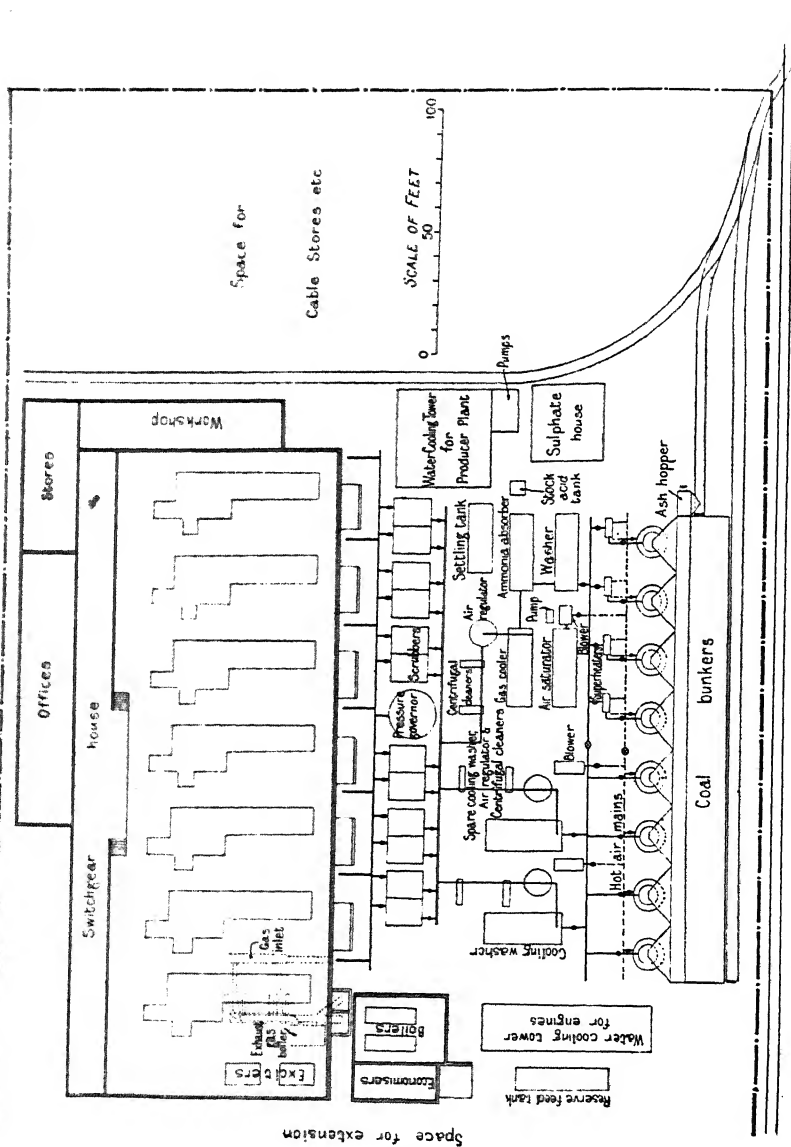 Space for
Cable Stores etc
SCALE OF FEET
0
50
100
Stores
Offices
Workshop
Switchgear
house
Gas
inlet
Exhaust
gas
boiler
Exciters
Boilers
Economisers
Space for extension
Water Cooling Tower
for
Producer Plant
Pumps
Sulphate
house
Stock
acid
tank
Settling tank
Ammonia absorber
Washer
Ash hopper
Scrubbers
Pressure
governor
Air
regulator
Centrifugal
cleaners
Gas cooler
Pump
Air saturator
Blower
Superheaters
Spare cooling washer
Air regulator &
Centrifugal cleaners
Blower
Hot air mains
Cooling washer
Coal bunkers
Water cooling tower
for engines
Reserve feed
tank